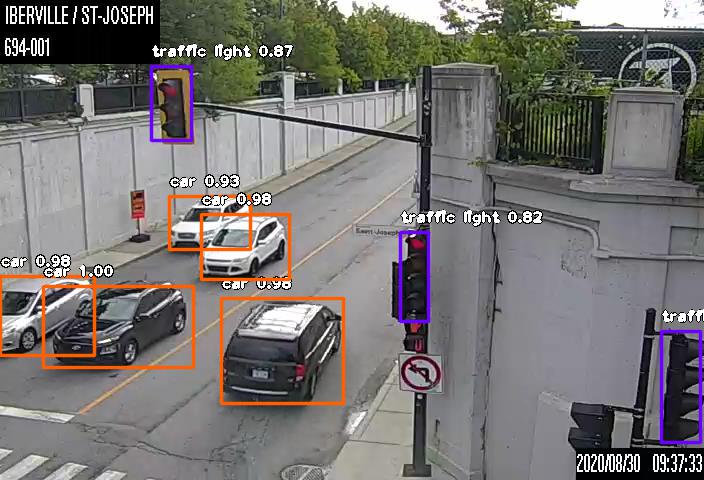 IBERVILLE / ST-JOSEPH
694-001
traffic light 0.87
car 0.93
car 0.98
traffic light 0.82
car 0.98
car 1.00
car 0.98
traff
2020/08/30 09:37:33